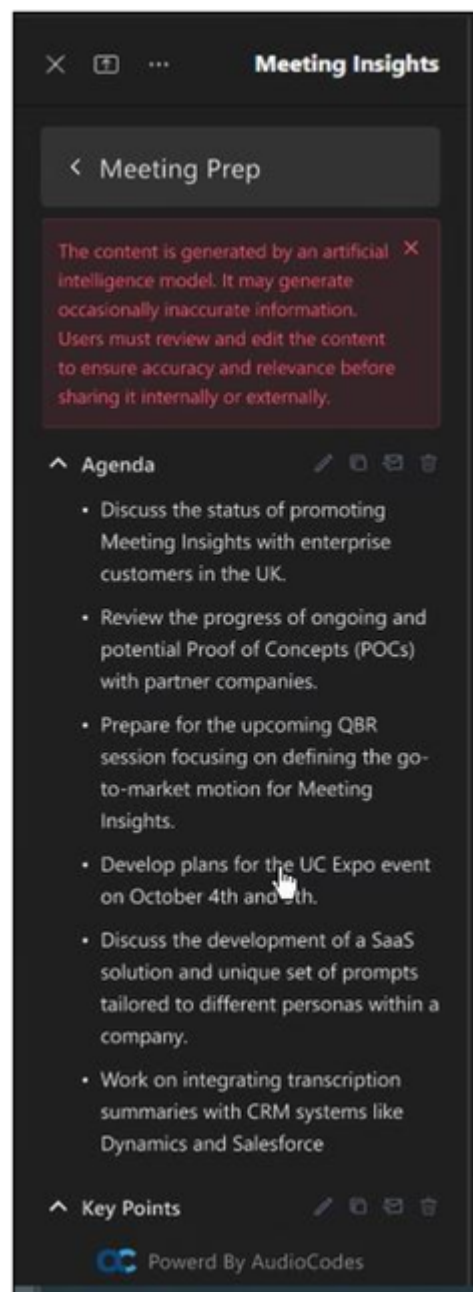 Meeting Insights
Meeting Prep
The content is generated by an artificial
intelligence model. It may generate
occasionally inaccurate information.
Users must review and edit the content
to ensure accuracy and relevance before
sharing it internally or externally.
Agenda
• Discuss the status of promoting
Meeting Insights with enterprise
customers in the UK.
• Review the progress of ongoing and
potential Proof of Concepts (POCs)
with partner companies.
• Prepare for the upcoming QBR
session focusing on defining the go-
to-market motion for Meeting
Insights.
• Develop plans for the UC Expo event
on October 4th and
• Discuss the development of a SaaS
solution and unique set of prompts
tailored to different personas within a
company.
• Work on integrating transcription
summaries with CRM systems like
Dynamics and Salesforce
Key Points
Powerd By AudioCodes